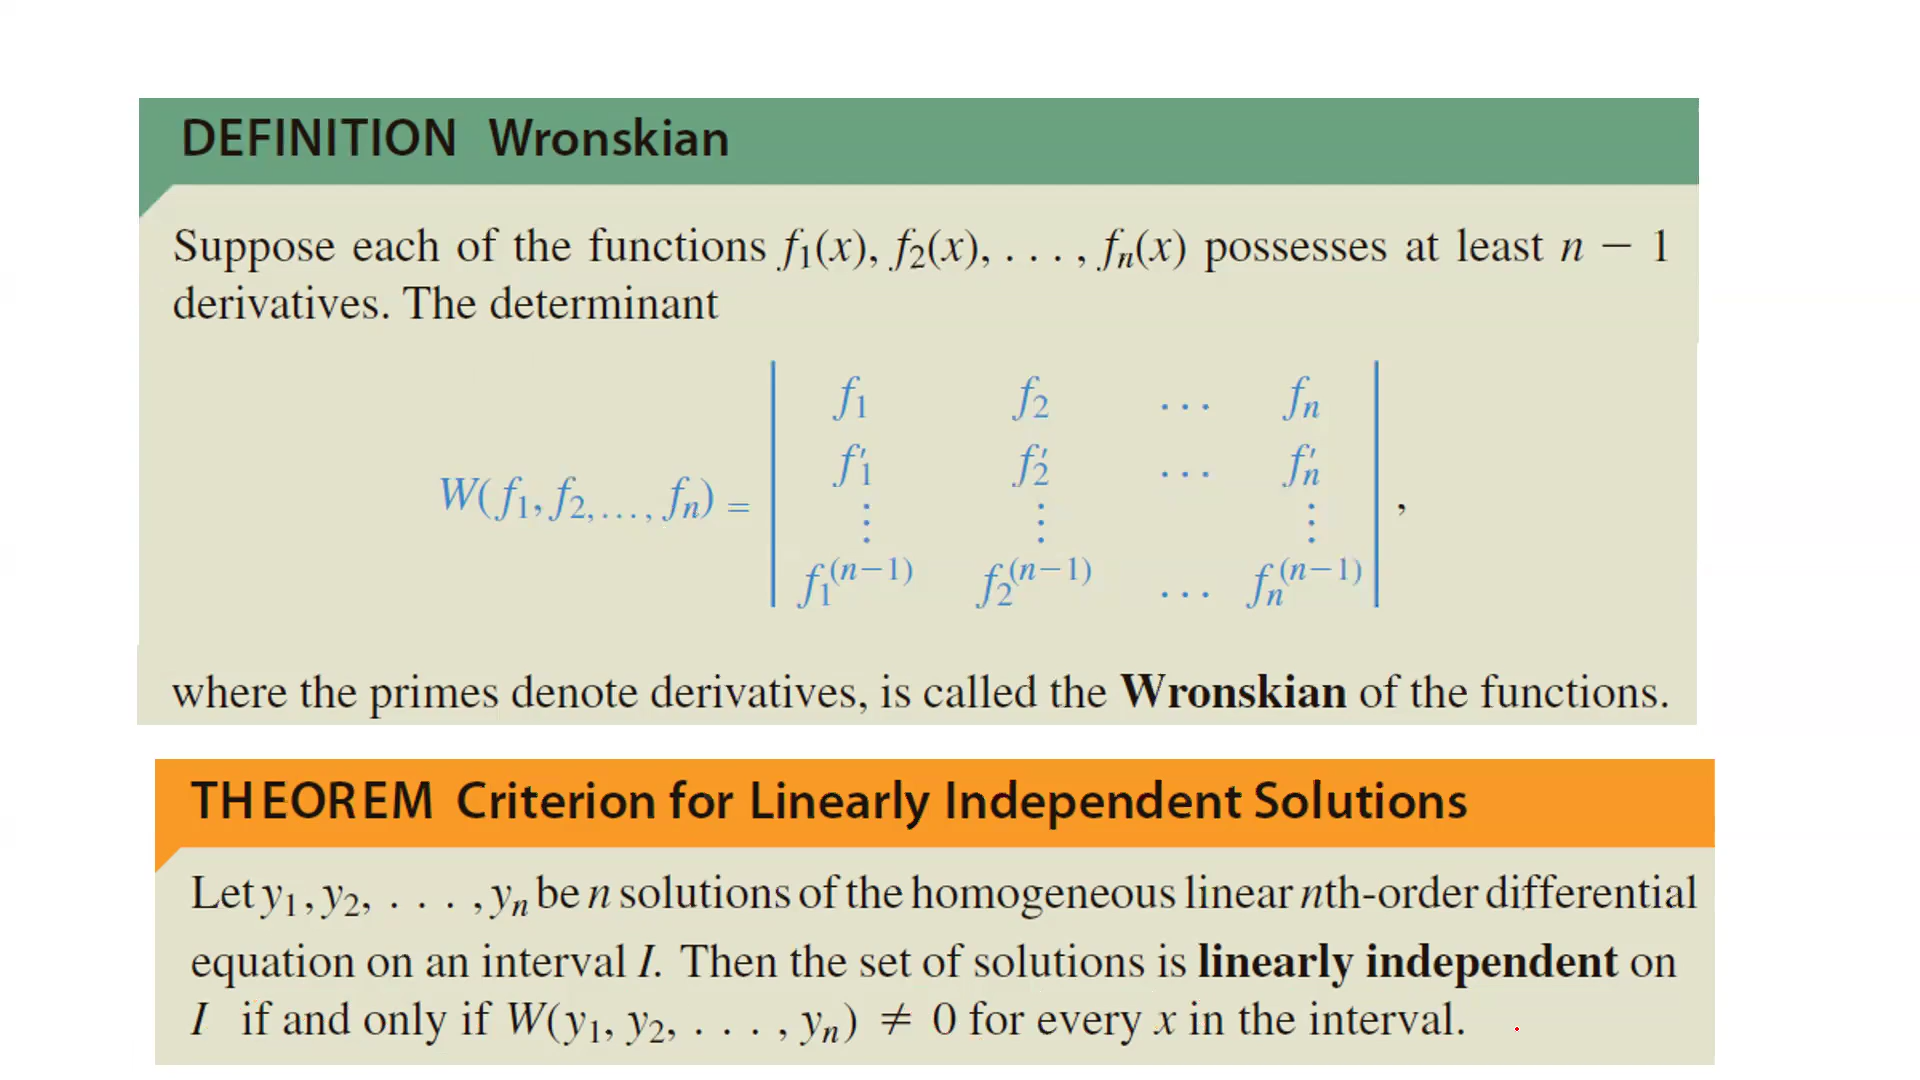 DEFINITION Wronskian
Suppose each of the functions f₁(x), f₂(x), . . . , fₙ(x) possesses at least n − 1
derivatives. The determinant
W(f₁, f₂, . . . , fₙ) = | f₁ f₂ · · · fₙ |
| f₁′ f₂′ · · · fₙ′ |
| ⋮ ⋮ ⋮ |
| f₁⁽ⁿ⁻¹⁾ f₂⁽ⁿ⁻¹⁾ · · · fₙ⁽ⁿ⁻¹⁾ | ,
where the primes denote derivatives, is called the Wronskian of the functions.
THEOREM Criterion for Linearly Independent Solutions
Let y₁, y₂, . . . , yₙ be n solutions of the homogeneous linear nth-order differential
equation on an interval I. Then the set of solutions is linearly independent on
I if and only if W(y₁, y₂, . . . , yₙ) ≠ 0 for every x in the interval.